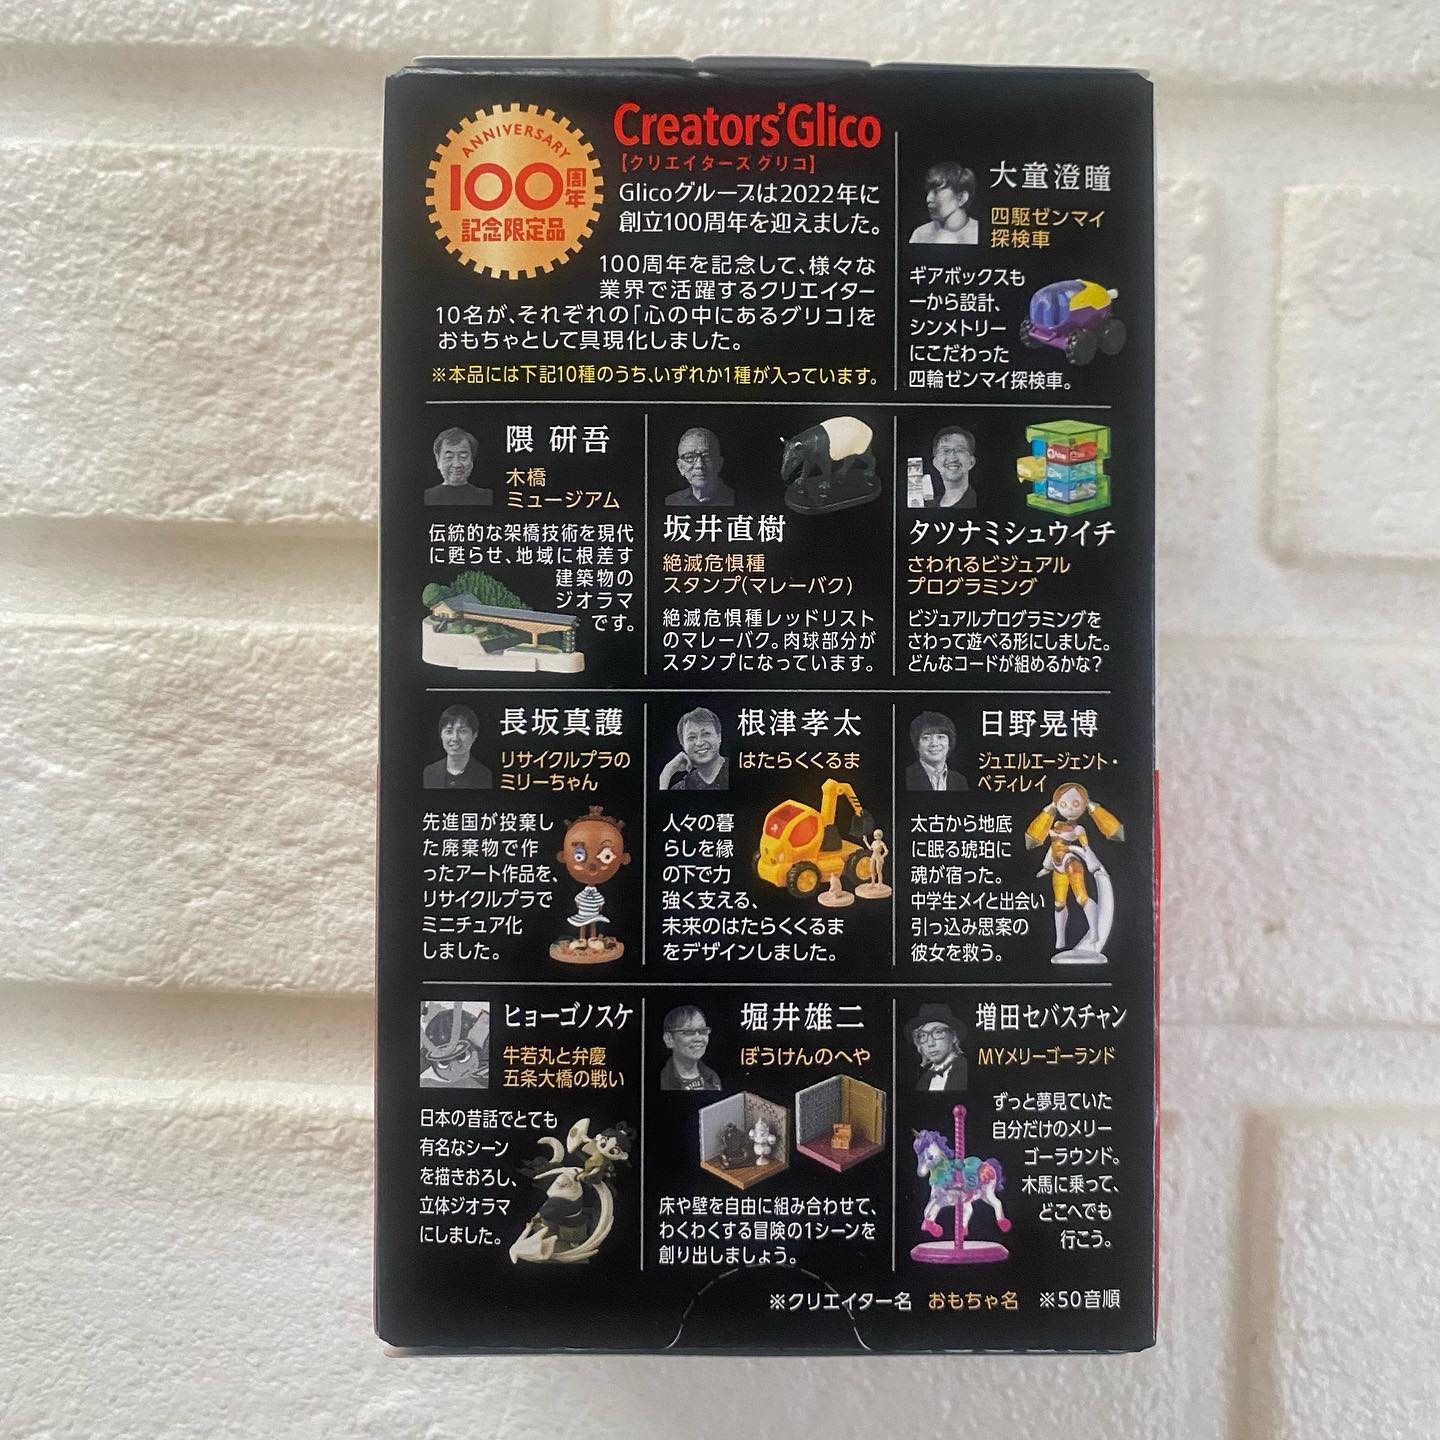 ANNIVERSARY
100周年
記念限定品
Creators'Glico
【クリエイターズ グリコ】
Glicoグループは2022年に
創立100周年を迎えました。
100周年を記念して、様々な
業界で活躍するクリエイター
10名が、それぞれの「心の中にあるグリコ」を
おもちゃとして具現化しました。
※本品には下記10種のうち、いずれか1種が入っています。
大童澄瞳
四駆ゼンマイ
探検車
ギアボックスも
一から設計、
シンメトリー
にこだわった
四輪ゼンマイ探検車。
隈 研吾
木橋
ミュージアム
伝統的な架橋技術を現代
に甦らせ、地域に根差す
建築物の
ジオラマ
です。
坂井直樹
絶滅危惧種
スタンプ(マレーバク)
絶滅危惧種レッドリスト
のマレーバク。肉球部分が
スタンプになっています。
タツナミシュウイチ
さわれるビジュアル
プログラミング
ビジュアルプログラミングを
さわって遊べる形にしました。
どんなコードが組めるかな？
長坂真護
リサイクルプラの
ミリーちゃん
先進国が投棄し
た廃棄物で作
ったアート作品を、
リサイクルプラで
ミニチュア化
しました。
根津孝太
はたらくくるま
人々の暮
らしを縁
の下で力
強く支える、
未来のはたらくくるま
をデザインしました。
日野晃博
ジュエルエージェント・
ベティレイ
太古から地底
に眠る琥珀に
魂が宿った。
中学生メイと出会い
引っ込み思案の
彼女を救う。
ヒョーゴノスケ
牛若丸と弁慶
五条大橋の戦い
日本の昔話でとても
有名なシーン
を描きおろし、
立体ジオラマ
にしました。
堀井雄二
ぼうけんのへや
床や壁を自由に組み合わせて、
わくわくする冒険の1シーンを
創り出しましょう。
増田セバスチャン
MYメリーゴーランド
ずっと夢見ていた
自分だけのメリー
ゴーラウンド。
木馬に乗って、
どこへでも
行こう。
※クリエイター名 おもちゃ名 ※50音順